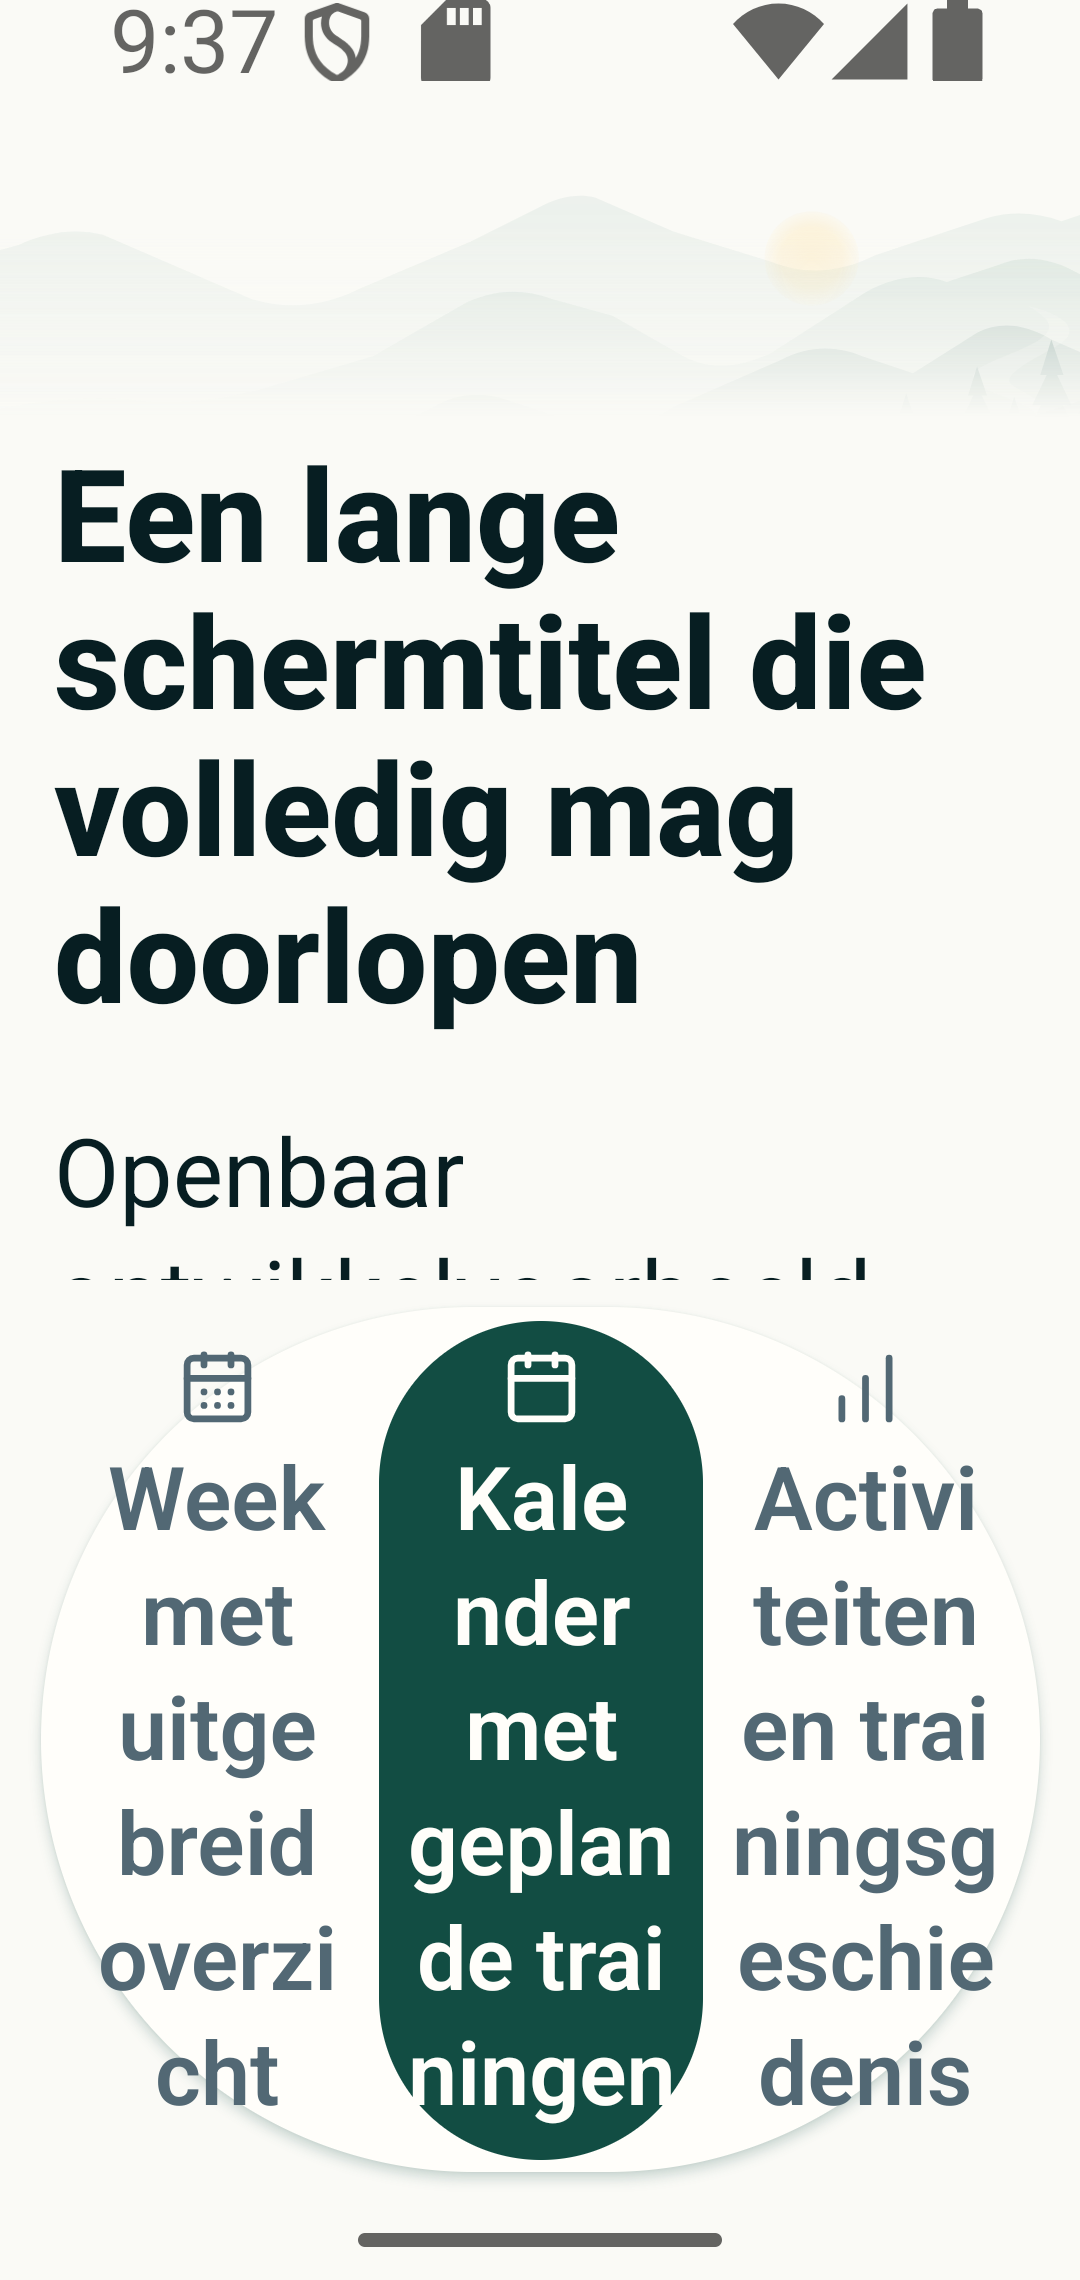 9:37
Een lange
schermtitel die
volledig mag
doorlopen
Openbaar
ontwikkelvoorbeeld
Week
met
uitge
breid
overzi
cht
Kale
nder
met
geplan
de trai
ningen
Activi
teiten
en trai
ningsg
eschie
denis